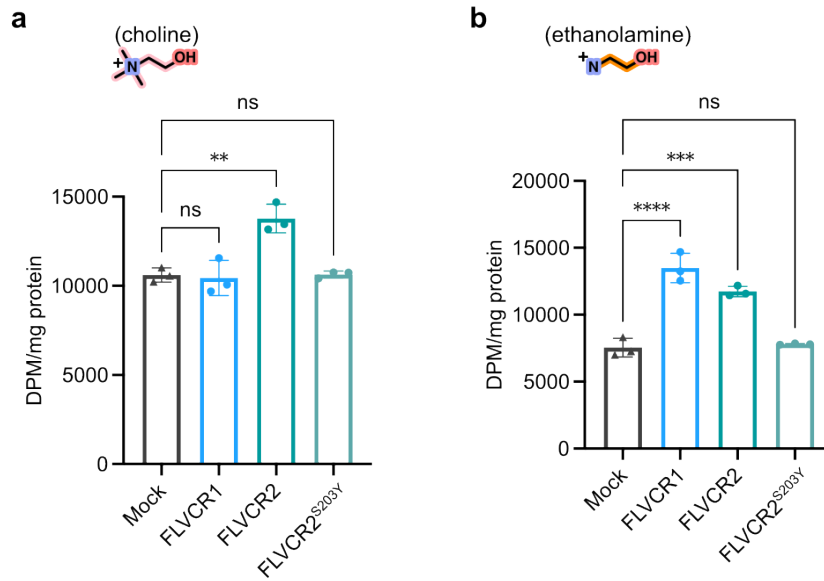 a
(choline)
+
N
OH
ns
**
ns
DPM/mg protein
15000
10000
5000
0
Mock
FLVCR1
FLVCR2
FLVCR2S203Y
b
(ethanolamine)
+
N
OH
ns
***
****
DPM/mg protein
20000
15000
10000
5000
0
Mock
FLVCR1
FLVCR2
FLVCR2S203Y